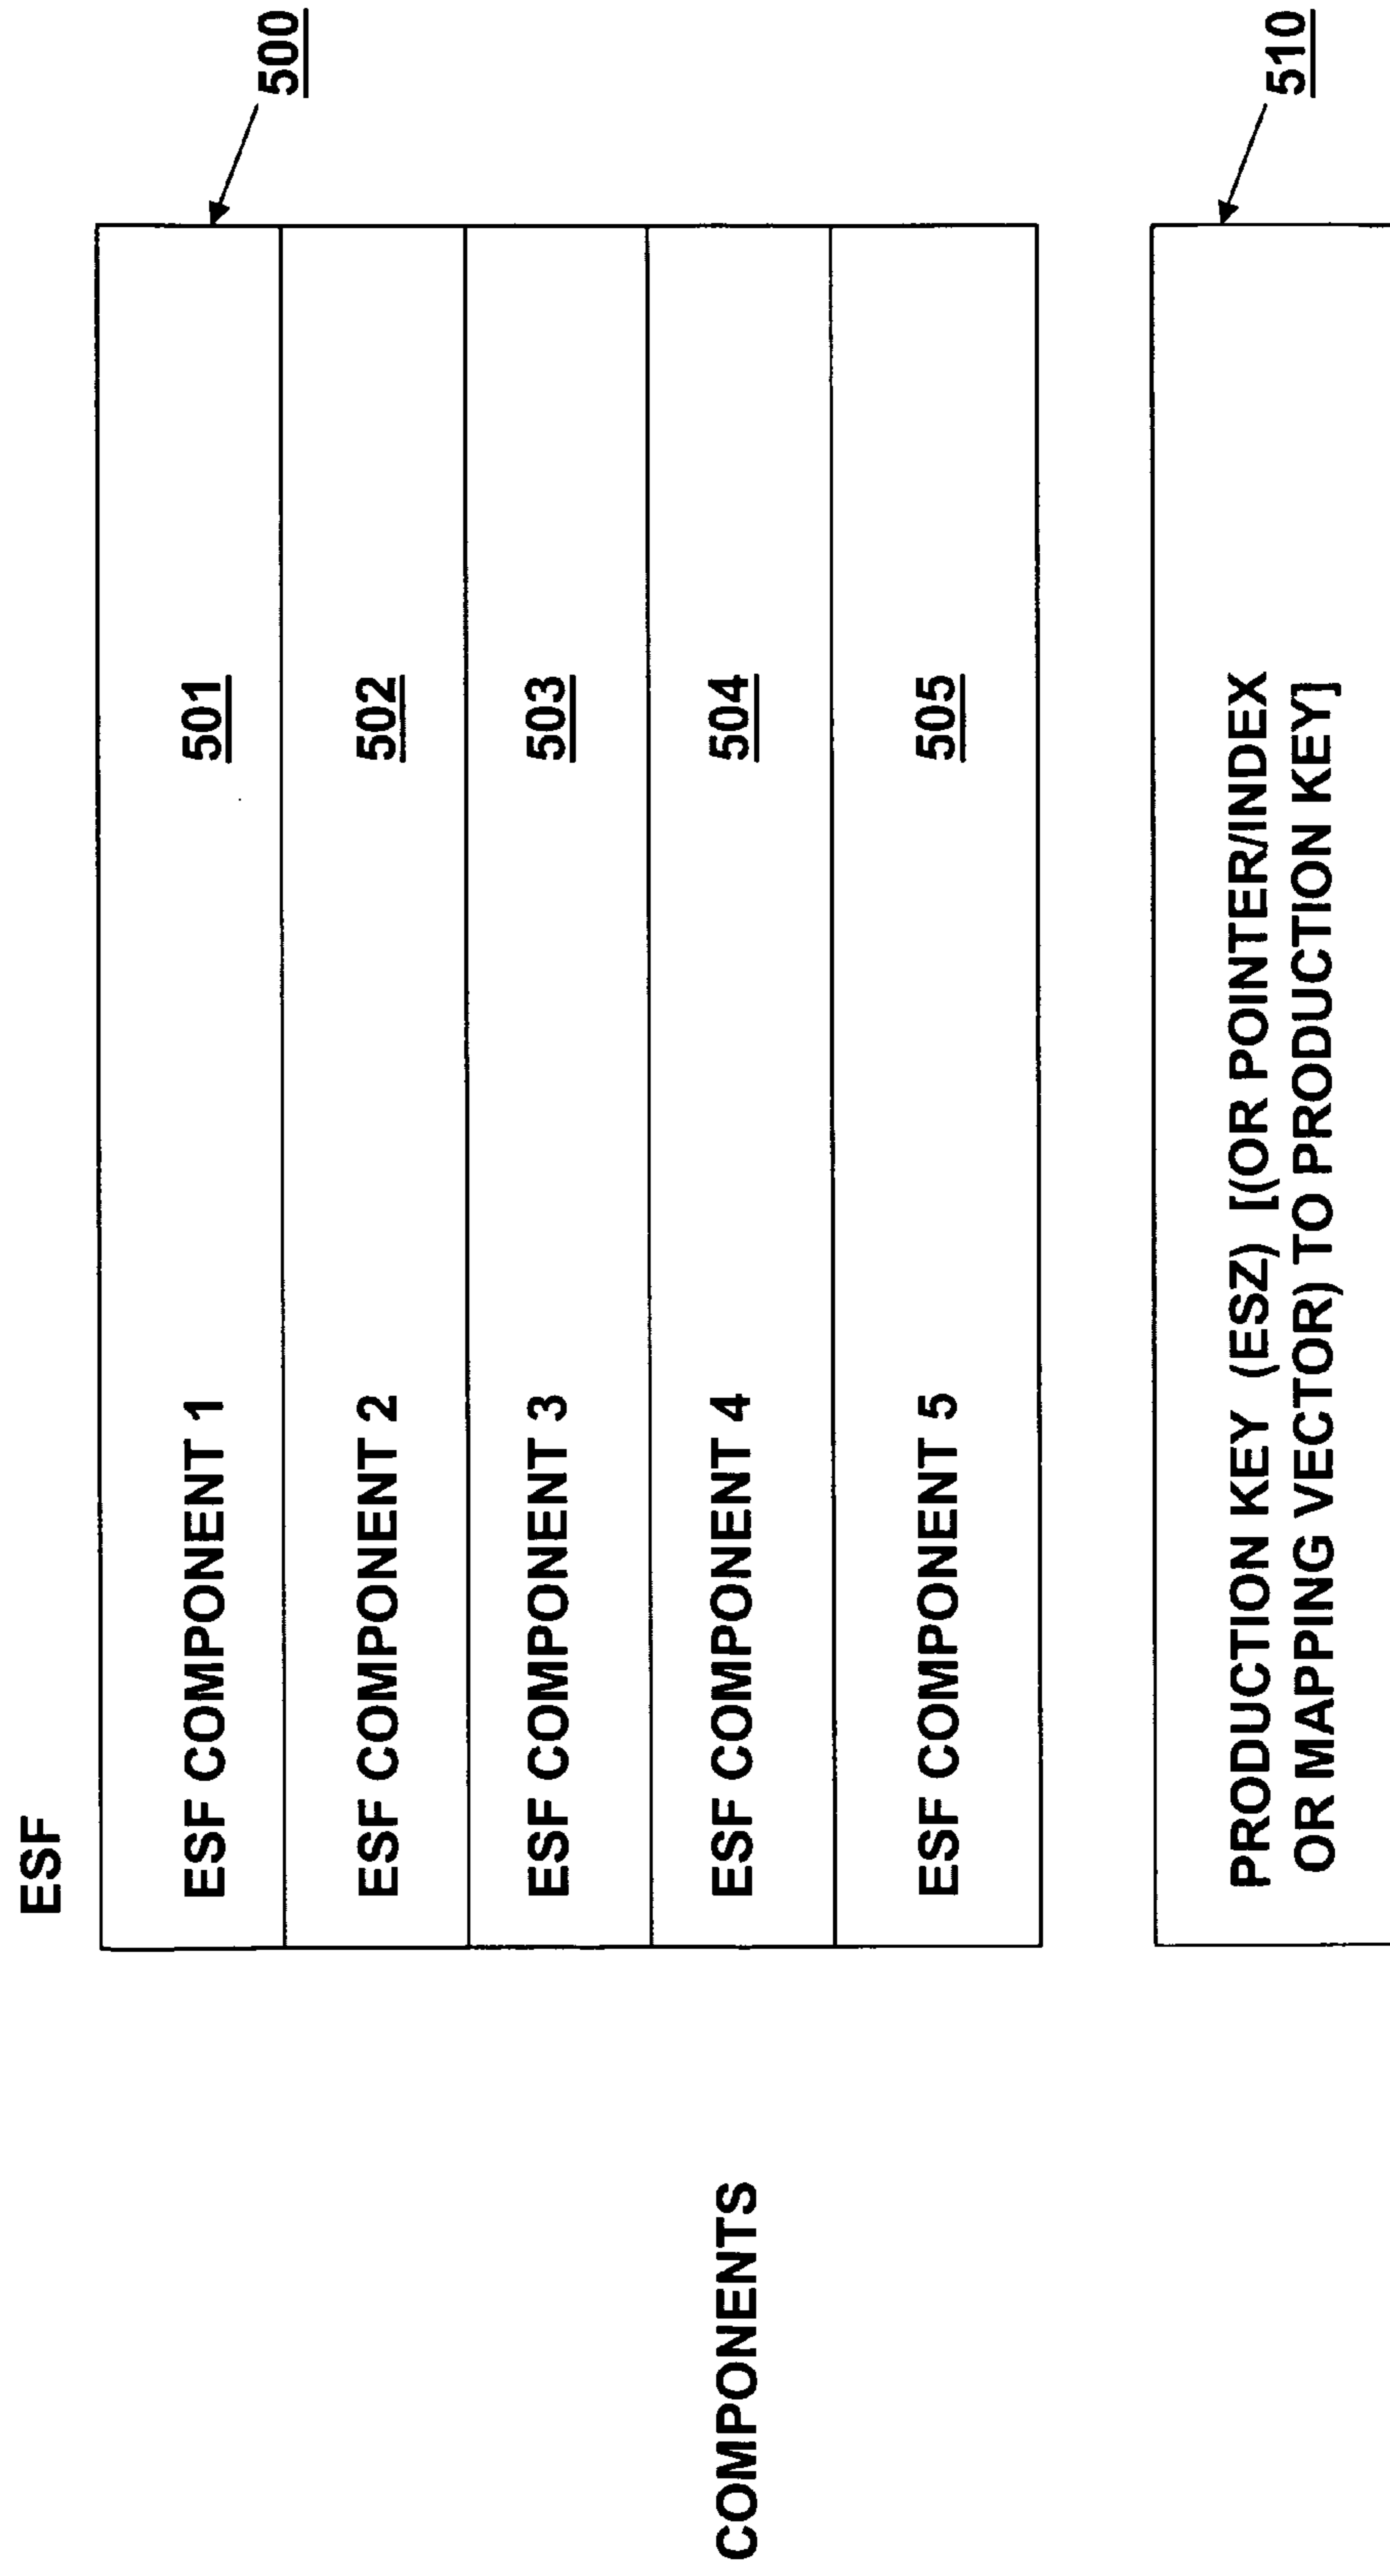 ESF
500
ESF COMPONENT 1 501
ESF COMPONENT 2 502
ESF COMPONENT 3 503
COMPONENTS ESF COMPONENT 4 504
ESF COMPONENT 5 505
510
PRODUCTION KEY (ESZ) [(OR POINTER/INDEX
OR MAPPING VECTOR) TO PRODUCTION KEY]